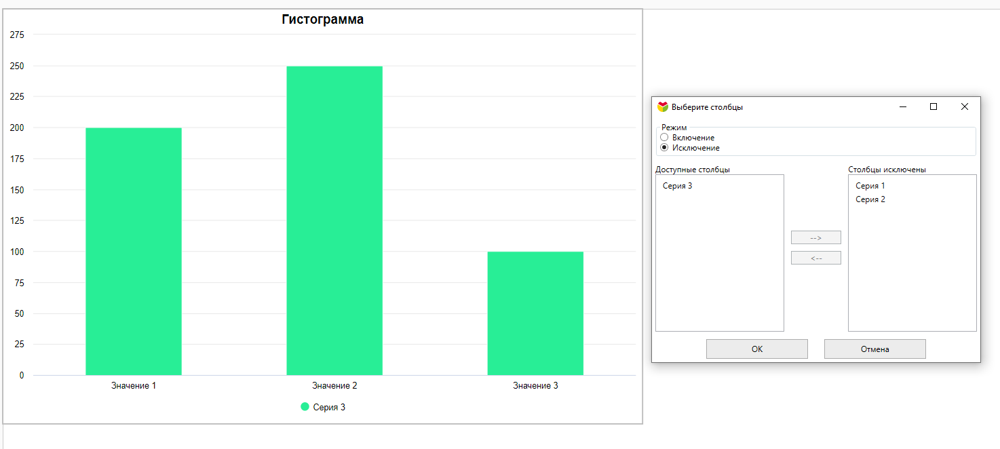 Гистограмма
275
250
225
200
175
150
125
100
75
50
25
0
Значение 1 Значение 2 Значение 3
Серия 3
Выберите столбцы
Режим
Включение
Исключение
Доступные столбцы Столбцы исключены
Серия 3 Серия 1
Серия 2
-->
<--
ОК Отмена